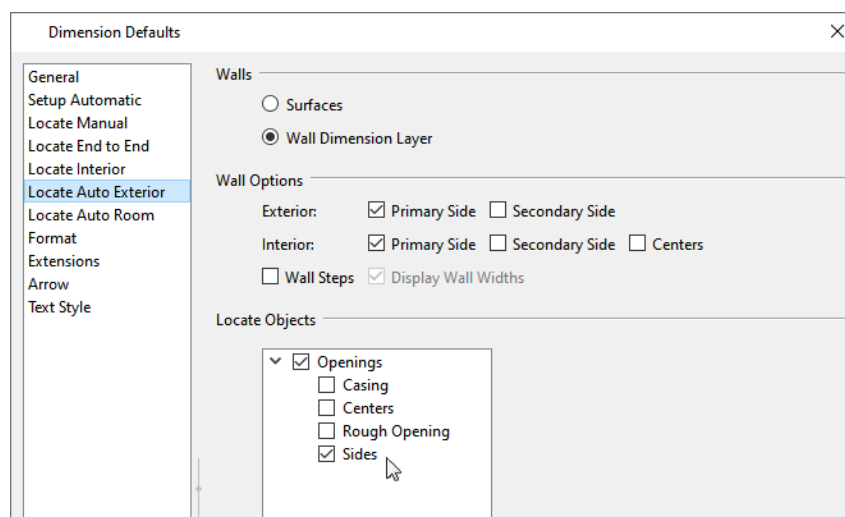 Dimension Defaults
General
Setup Automatic
Locate Manual
Locate End to End
Locate Interior
Locate Auto Exterior
Locate Auto Room
Format
Extensions
Arrow
Text Style
Walls
Surfaces
Wall Dimension Layer
Wall Options
Exterior: Primary Side Secondary Side
Interior: Primary Side Secondary Side Centers
Wall Steps Display Wall Widths
Locate Objects
Openings
Casing
Centers
Rough Opening
Sides